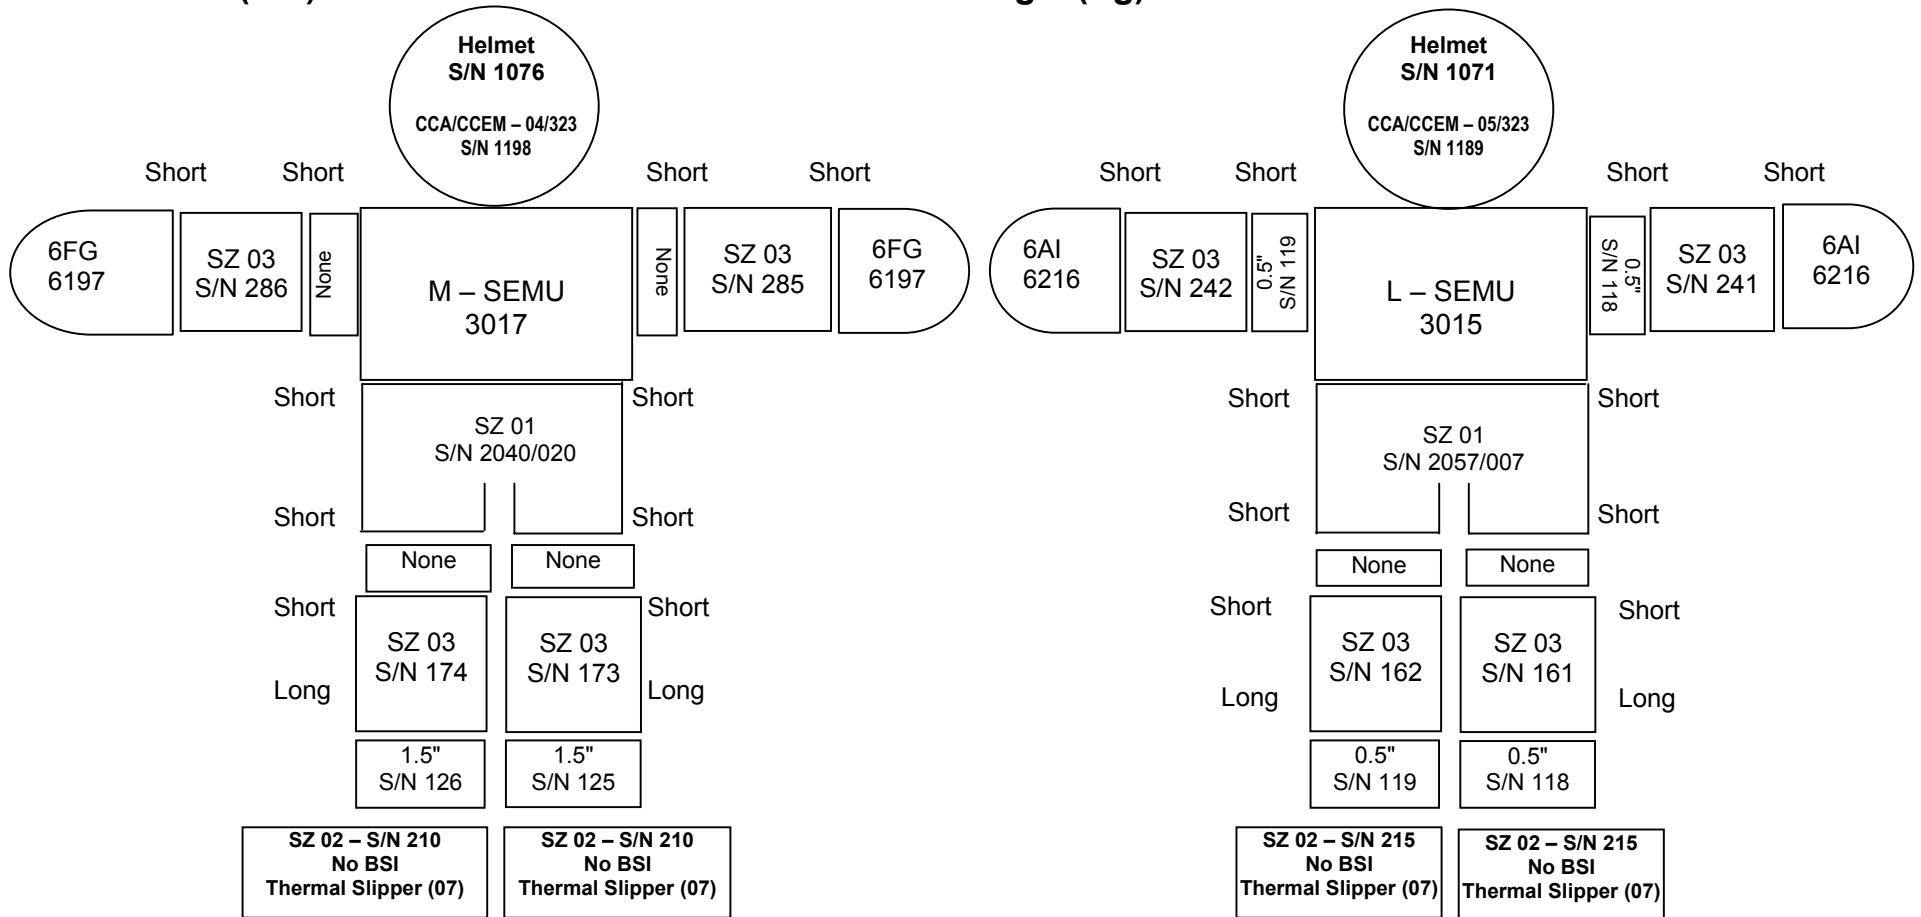 Helmet
S/N 1076
CCA/CCEM – 04/323
S/N 1198
Short
Short
Short
Short
6FG
6197
SZ 03
S/N 286
None
M – SEMU
3017
None
SZ 03
S/N 285
6FG
6197
Short
Short
SZ 01
S/N 2040/020
Short
Short
None
None
Short
Short
SZ 03
S/N 174
SZ 03
S/N 173
Long
Long
1.5"
S/N 126
1.5"
S/N 125
SZ 02 – S/N 210
No BSI
Thermal Slipper (07)
SZ 02 – S/N 210
No BSI
Thermal Slipper (07)
Helmet
S/N 1071
CCA/CCEM – 05/323
S/N 1189
Short
Short
Short
Short
6AI
6216
SZ 03
S/N 242
0.5"
S/N 119
L – SEMU
3015
0.5"
S/N 118
SZ 03
S/N 241
6AI
6216
Short
Short
SZ 01
S/N 2057/007
Short
Short
None
None
Short
Short
SZ 03
S/N 162
SZ 03
S/N 161
Long
Long
0.5"
S/N 119
0.5"
S/N 118
SZ 02 – S/N 215
No BSI
Thermal Slipper (07)
SZ 02 – S/N 215
No BSI
Thermal Slipper (07)